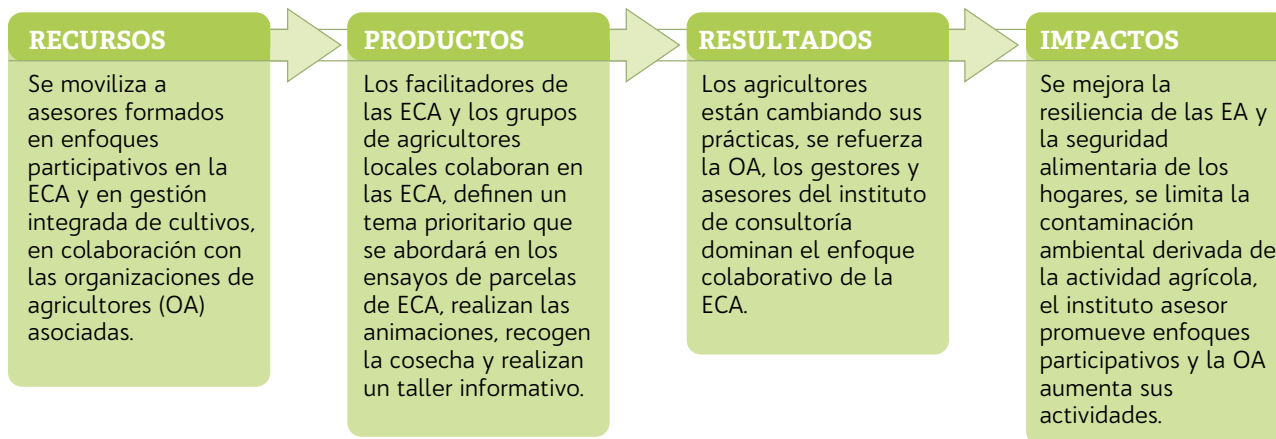 RECURSOS
Se moviliza a
asesores formados
en enfoques
participativos en la
ECA y en gestión
integrada de cultivos,
en colaboración con
las organizaciones de
agricultores (OA)
asociadas.
PRODUCTOS
Los facilitadores de
las ECA y los grupos
de agricultores
locales colaboran en
las ECA, definen un
tema prioritario que
se abordará en los
ensayos de parcelas
de ECA, realizan las
animaciones, recogen
la cosecha y realizan
un taller informativo.
RESULTADOS
Los agricultores
están cambiando sus
prácticas, se refuerza
la OA, los gestores y
asesores del instituto
de consultoría
dominan el enfoque
colaborativo de la
ECA.
IMPACTOS
Se mejora la
resiliencia de las EA y
la seguridad
alimentaria de los
hogares, se limita la
contaminación
ambiental derivada de
la actividad agrícola,
el instituto asesor
promueve enfoques
participativos y la OA
aumenta sus
actividades.